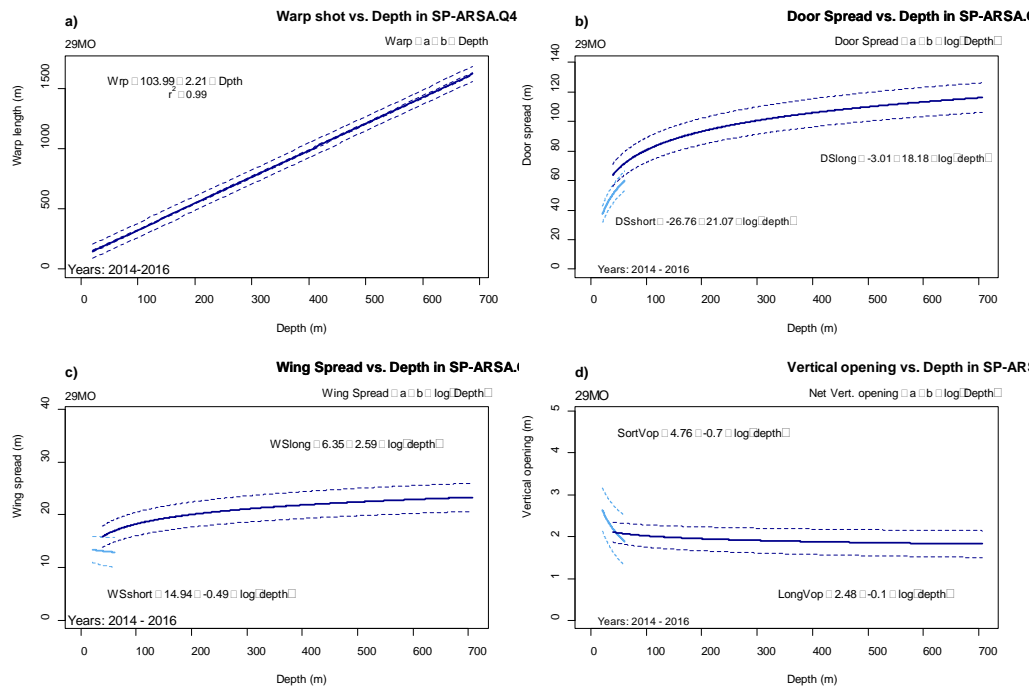 a)
Warp shot vs. Depth in SP-ARSA.Q4
29MO
Warp □ a □ b □ Depth
Wrp □ 103.99 □ 2.21 □ Dpth
r² □ 0.99
Warp length (m)
0 500 1000 1500
Years: 2014-2016
0 100 200 300 400 500 600 700
Depth (m)
b)
Door Spread vs. Depth in SP-ARSA.
29MO
Door Spread □ a □ b □ log□Depth□
DSlong □ -3.01 □ 18.18 □ log□depth□
DSshort □ -26.76 □ 21.07 □ log□depth□
Door spread (m)
0 20 40 60 80 100 120 140
Years: 2014 - 2016
0 100 200 300 400 500 600 700
Depth (m)
c)
Wing Spread vs. Depth in SP-ARSA.
29MO
Wing Spread □ a □ b □ log□Depth□
WSlong □ 6.35 □ 2.59 □ log□depth□
WSshort □ 14.94 □ -0.49 □ log□depth□
Wing spread (m)
0 10 20 30 40
Years: 2014 - 2016
0 100 200 300 400 500 600 700
Depth (m)
d)
Vertical opening vs. Depth in SP-ARS
29MO
Net Vert. opening □ a □ b □ log□Depth□
SortVop □ 4.76 □ -0.7 □ log□depth□
LongVop □ 2.48 □ -0.1 □ log□depth□
Vertical opening (m)
0 1 2 3 4 5
Years: 2014 - 2016
0 100 200 300 400 500 600 700
Depth (m)